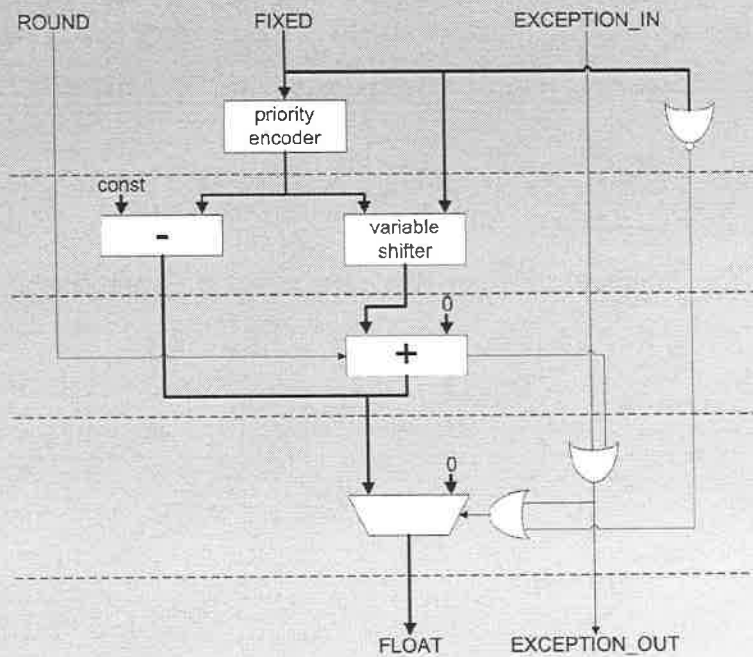 ROUND
FIXED
EXCEPTION_IN
priority
encoder
const
-
variable
shifter
0
+
0
FLOAT
EXCEPTION_OUT